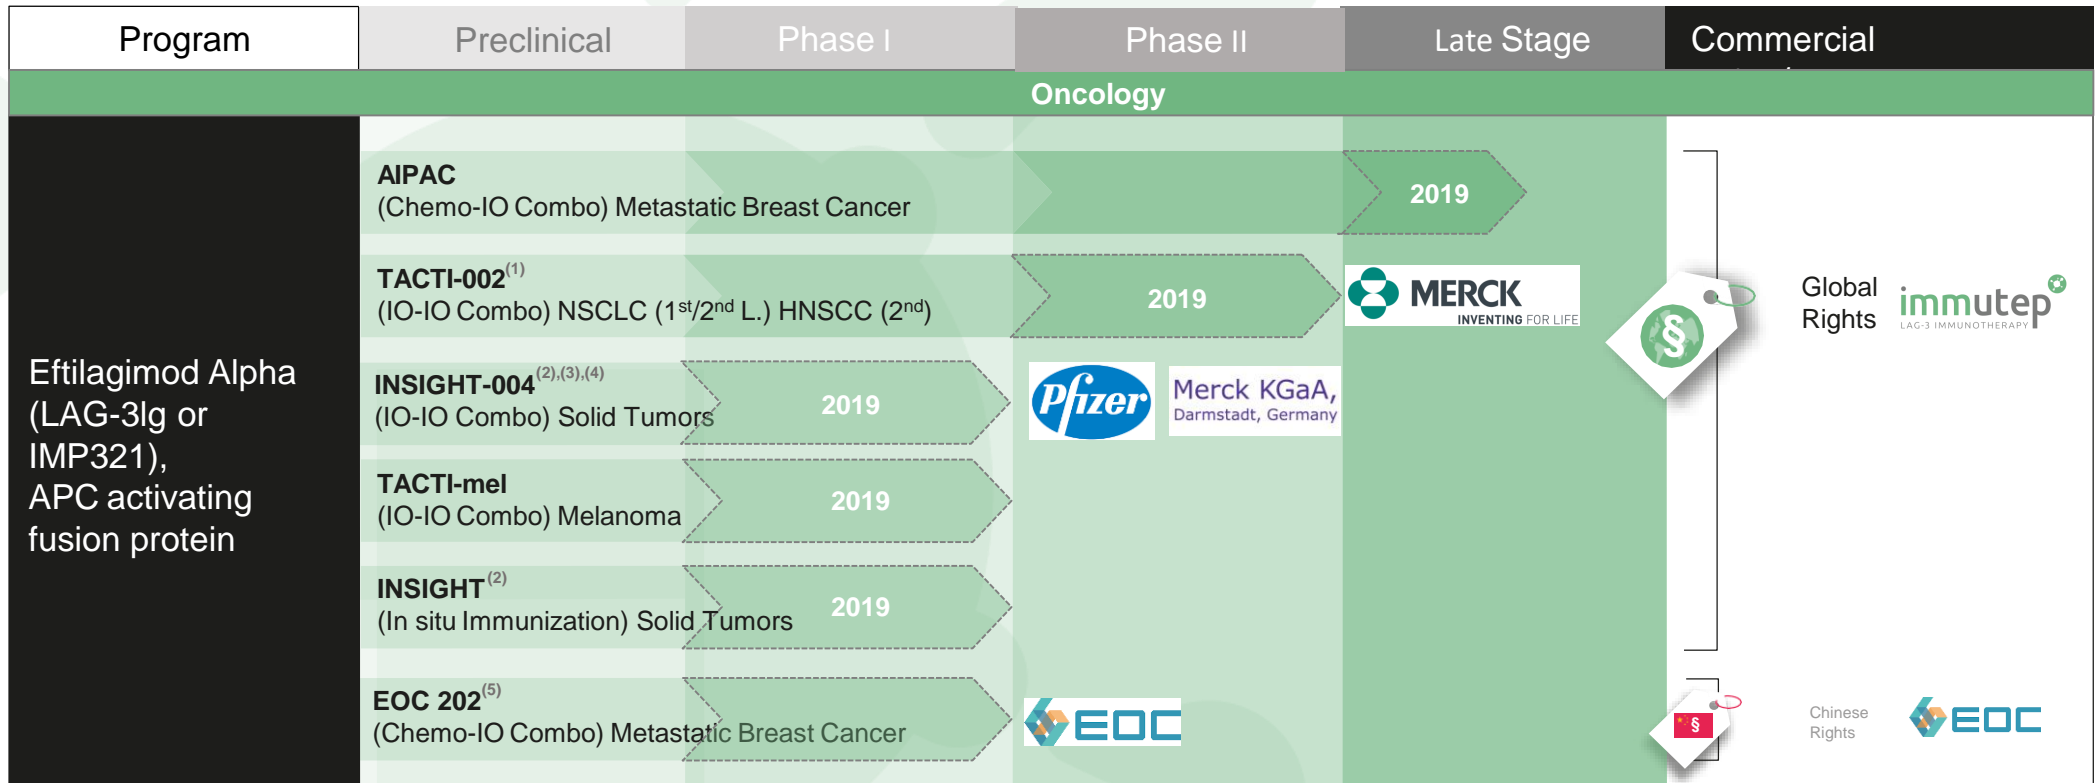 Program
Preclinical
Phase I
Phase II
Late Stage
Commercial
Oncology
Eftilagimod Alpha
(LAG-3Ig or
IMP321),
APC activating
fusion protein
AIPAC
(Chemo-IO Combo) Metastatic Breast Cancer
2019
TACTI-002(1)
(IO-IO Combo) NSCLC (1st/2nd L.) HNSCC (2nd)
2019
MERCK
INVENTING FOR LIFE
INSIGHT-004(2),(3),(4)
(IO-IO Combo) Solid Tumors
2019
Pfizer
Merck KGaA,
Darmstadt, Germany
TACTI-mel
(IO-IO Combo) Melanoma
2019
INSIGHT(2)
(In situ Immunization) Solid Tumors
2019
EOC 202(5)
(Chemo-IO Combo) Metastatic Breast Cancer
EOC
§
Global
Rights
immutep
LAG-3 IMMUNOTHERAPY
§
Chinese
Rights
EOC